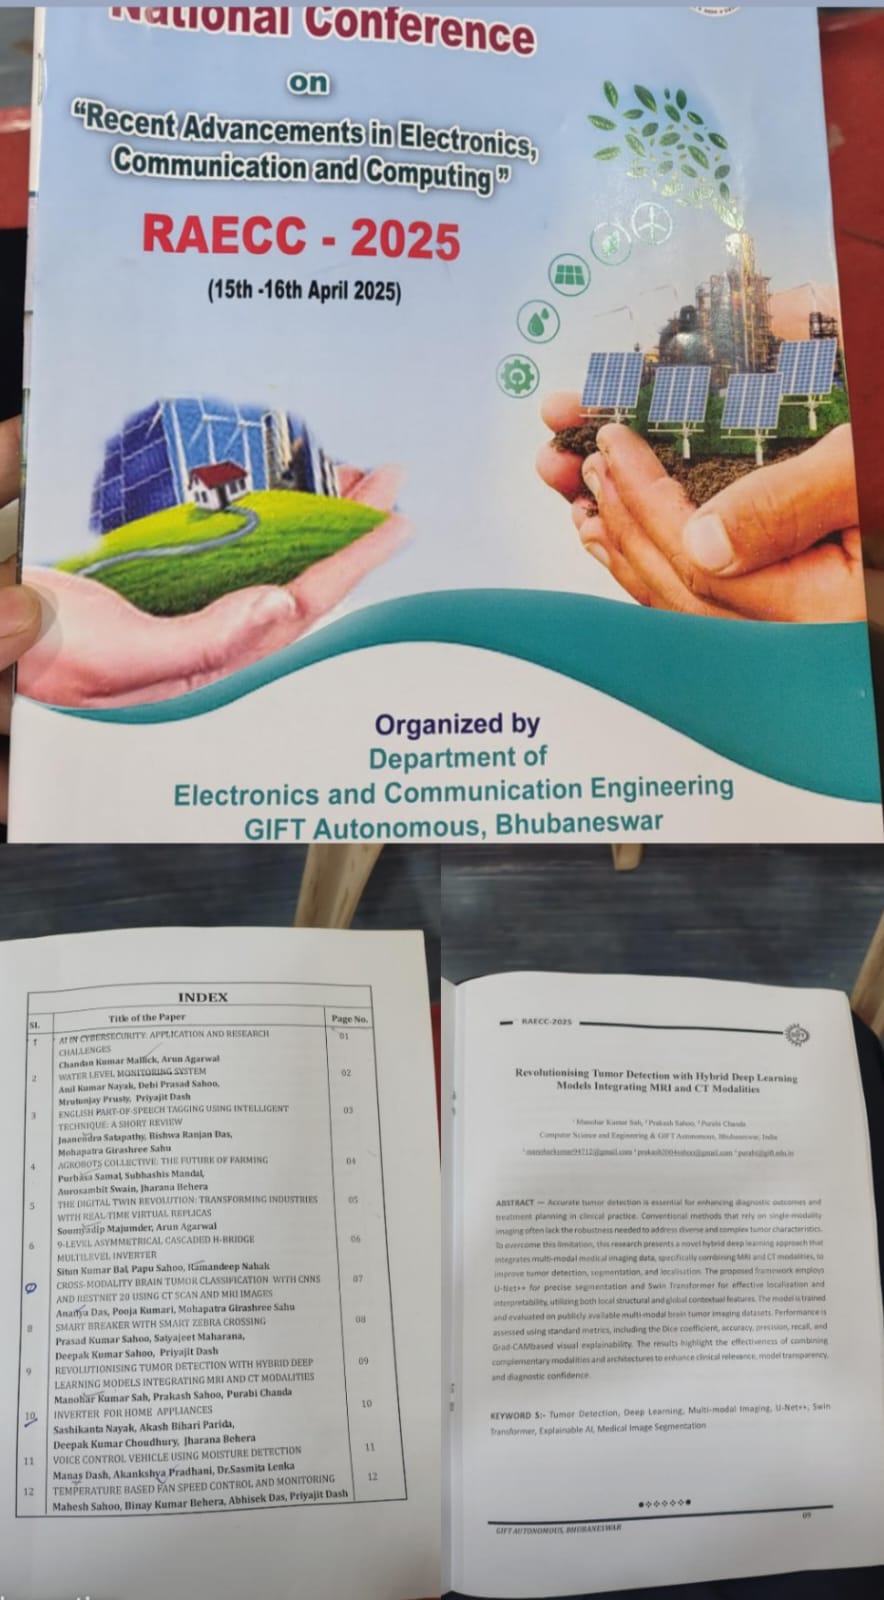 National Conference
on
“Recent Advancements in Electronics,
Communication and Computing ”
RAECC - 2025
(15th -16th April 2025)
Organized by
Department of
Electronics and Communication Engineering
GIFT Autonomous, Bhubaneswar
INDEX
Sl. Title of the Paper Page No.
1 AI IN CYBERSECURITY: APPLICATION AND RESEARCH 01
CHALLENGES
Chandan Kumar Mallick, Arun Agarwal
2 WATER LEVEL MONITORING SYSTEM 02
Anil Kumar Nayak, Debi Prasad Sahoo,
Mrutunjay Prusty, Priyajit Dash
3 ENGLISH PART-OF-SPEECH TAGGING USING INTELLIGENT 03
TECHNIQUE: A SHORT REVIEW
Jnanendra Satapathy, Bishwa Ranjan Das,
Mohapatra Girashree Sahu
4 AGROBOTS COLLECTIVE: THE FUTURE OF FARMING 04
Purbasa Samal, Subhashis Mandal,
Aurosambit Swain, Jharana Behera
5 THE DIGITAL TWIN REVOLUTION: TRANSFORMING INDUSTRIES 05
WITH REAL-TIME VIRTUAL REPLICAS
Soumyadip Majumder, Arun Agarwal
6 9-LEVEL ASYMMETRICAL CASCADED H-BRIDGE 06
MULTILEVEL INVERTER
Situn Kumar Bal, Papu Sahoo, Ramandeep Nahak
7 CROSS-MODALITY BRAIN TUMOR CLASSIFICATION WITH CNNS 07
AND RESTNET 20 USING CT SCAN AND MRI IMAGES
Ananya Das, Pooja Kumari, Mohapatra Girashree Sahu
8 SMART BREAKER WITH SMART ZEBRA CROSSING 08
Prasad Kumar Sahoo, Satyajeet Maharana,
Deepak Kumar Sahoo, Priyajit Dash
9 REVOLUTIONISING TUMOR DETECTION WITH HYBRID DEEP 09
LEARNING MODELS INTEGRATING MRI AND CT MODALITIES
Manohar Kumar Sah, Prakash Sahoo, Purabi Chanda
10 INVERTER FOR HOME APPLIANCES 10
Sashikanta Nayak, Akash Bihari Parida,
Deepak Kumar Choudhury, Jharana Behera
11 VOICE CONTROL VEHICLE USING MOISTURE DETECTION 11
Manas Dash, Akankshya Pradhani, Dr.Sasmita Lenka
12 TEMPERATURE BASED FAN SPEED CONTROL AND MONITORING 12
Mahesh Sahoo, Binay Kumar Behera, Abhisek Das, Priyajit Dash
RAECC-2025
Revolutionising Tumor Detection with Hybrid Deep Learning
Models Integrating MRI and CT Modalities
¹ Manohar Kumar Sah, ² Prakash Sahoo, ³ Purabi Chanda
Computer Science and Engineering & GIFT Autonomous, Bhubaneswar, India
¹ manoharkumar94712@gmail.com ² prakash2004sahoo@gmail.com ³ purabi@gift.edu.in
ABSTRACT — Accurate tumor detection is essential for enhancing diagnostic outcomes and
treatment planning in clinical practice. Conventional methods that rely on single-modality
imaging often lack the robustness needed to address diverse and complex tumor characteristics.
To overcome this limitation, this research presents a novel hybrid deep learning approach that
integrates multi-modal medical imaging data, specifically combining MRI and CT modalities, to
improve tumor detection, segmentation, and localisation. The proposed framework employs
U-Net++ for precise segmentation and Swin Transformer for effective localization and
interpretability, utilizing both local structural and global contextual features. The model is trained
and evaluated on publicly available multi-modal brain tumor imaging datasets. Performance is
assessed using standard metrics, including the Dice coefficient, accuracy, precision, recall, and
Grad-CAMbased visual explainability. The results highlight the effectiveness of combining
complementary modalities and architectures to enhance clinical relevance, model transparency,
and diagnostic confidence.
KEYWORD S:- Tumor Detection, Deep Learning, Multi-modal Imaging, U-Net++, Swin
Transformer, Explainable AI, Medical Image Segmentation
09
GIFT AUTONOMOUS, BHUBANESWAR